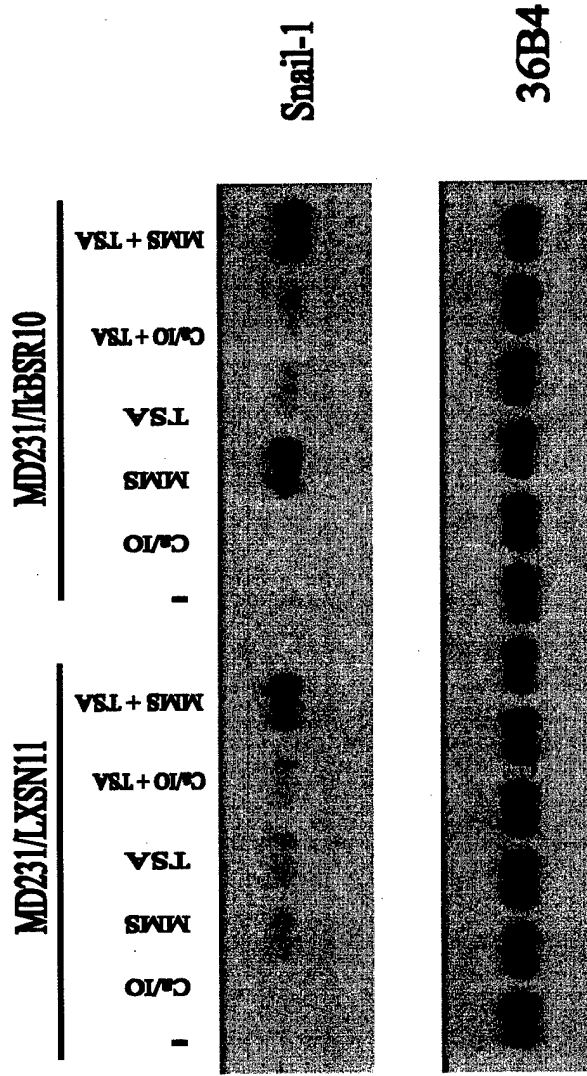 MD231/LXSN11
MD231/IkBSR10
-
Ca/IO
MMS
TSA
Ca/IO + TSA
MMS + TSA
-
Ca/IO
MMS
TSA
Ca/IO + TSA
MMS + TSA
Snail-1
36B4